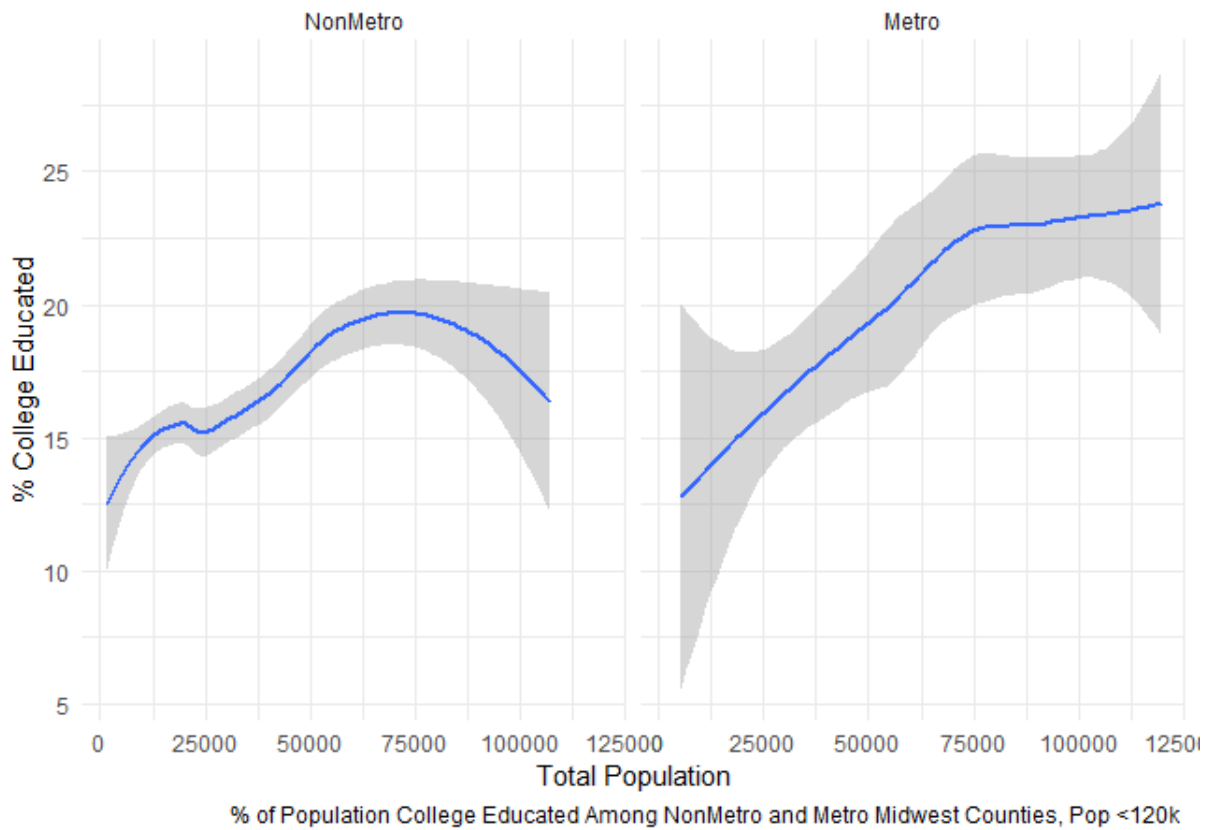 NonMetro Metro
% College Educated
25
20
15
10
5
0 25000 50000 75000 100000 125000 25000 50000 75000 100000 12500
Total Population
% of Population College Educated Among NonMetro and Metro Midwest Counties, Pop <120k